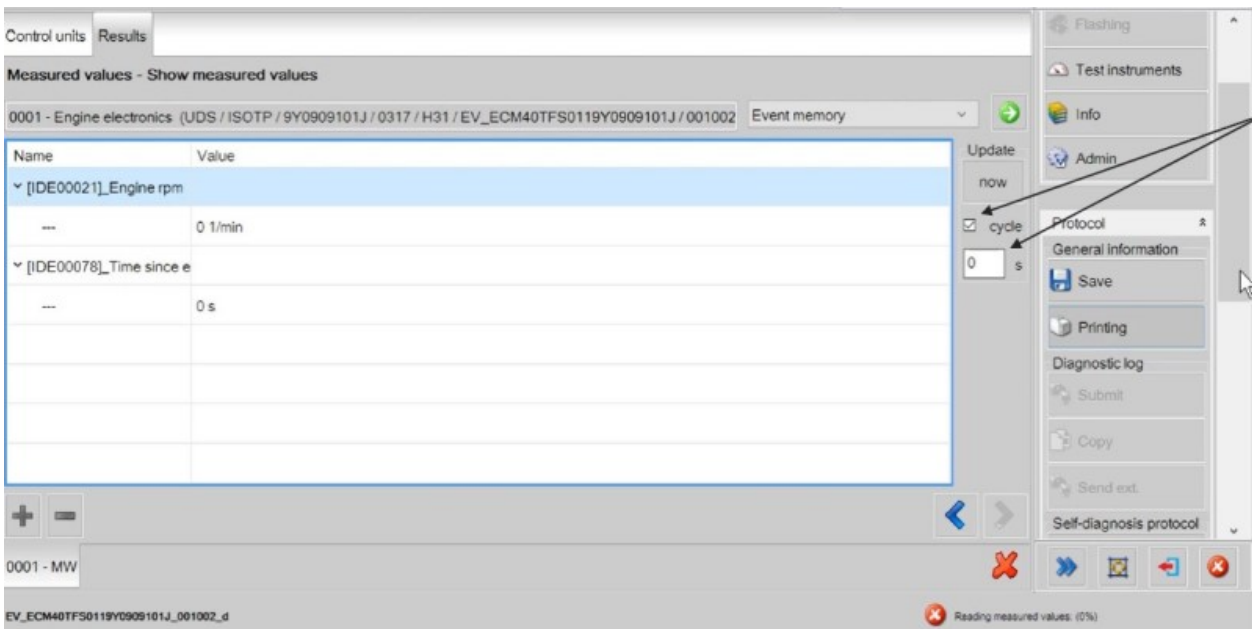 Control units Results
Measured values - Show measured values
0001 - Engine electronics (UDS / ISOTP / 9Y0909101J / 0317 / H31 / EV_ECM40TFS0119Y0909101J / 001002 Event memory
Name Value
[IDE00021]_Engine rpm
--- 0 1/min
[IDE00078]_Time since e
--- 0 s
Update
now
cycle
0 s
0001 - MW
EV_ECM40TFS0119Y0909101J_001002_d
Reading measured values: (0%)
Flashing
Test instruments
Info
Admin
Protocol
General information
Save
Printing
Diagnostic log
Submit
Copy
Send ext.
Self-diagnosis protocol